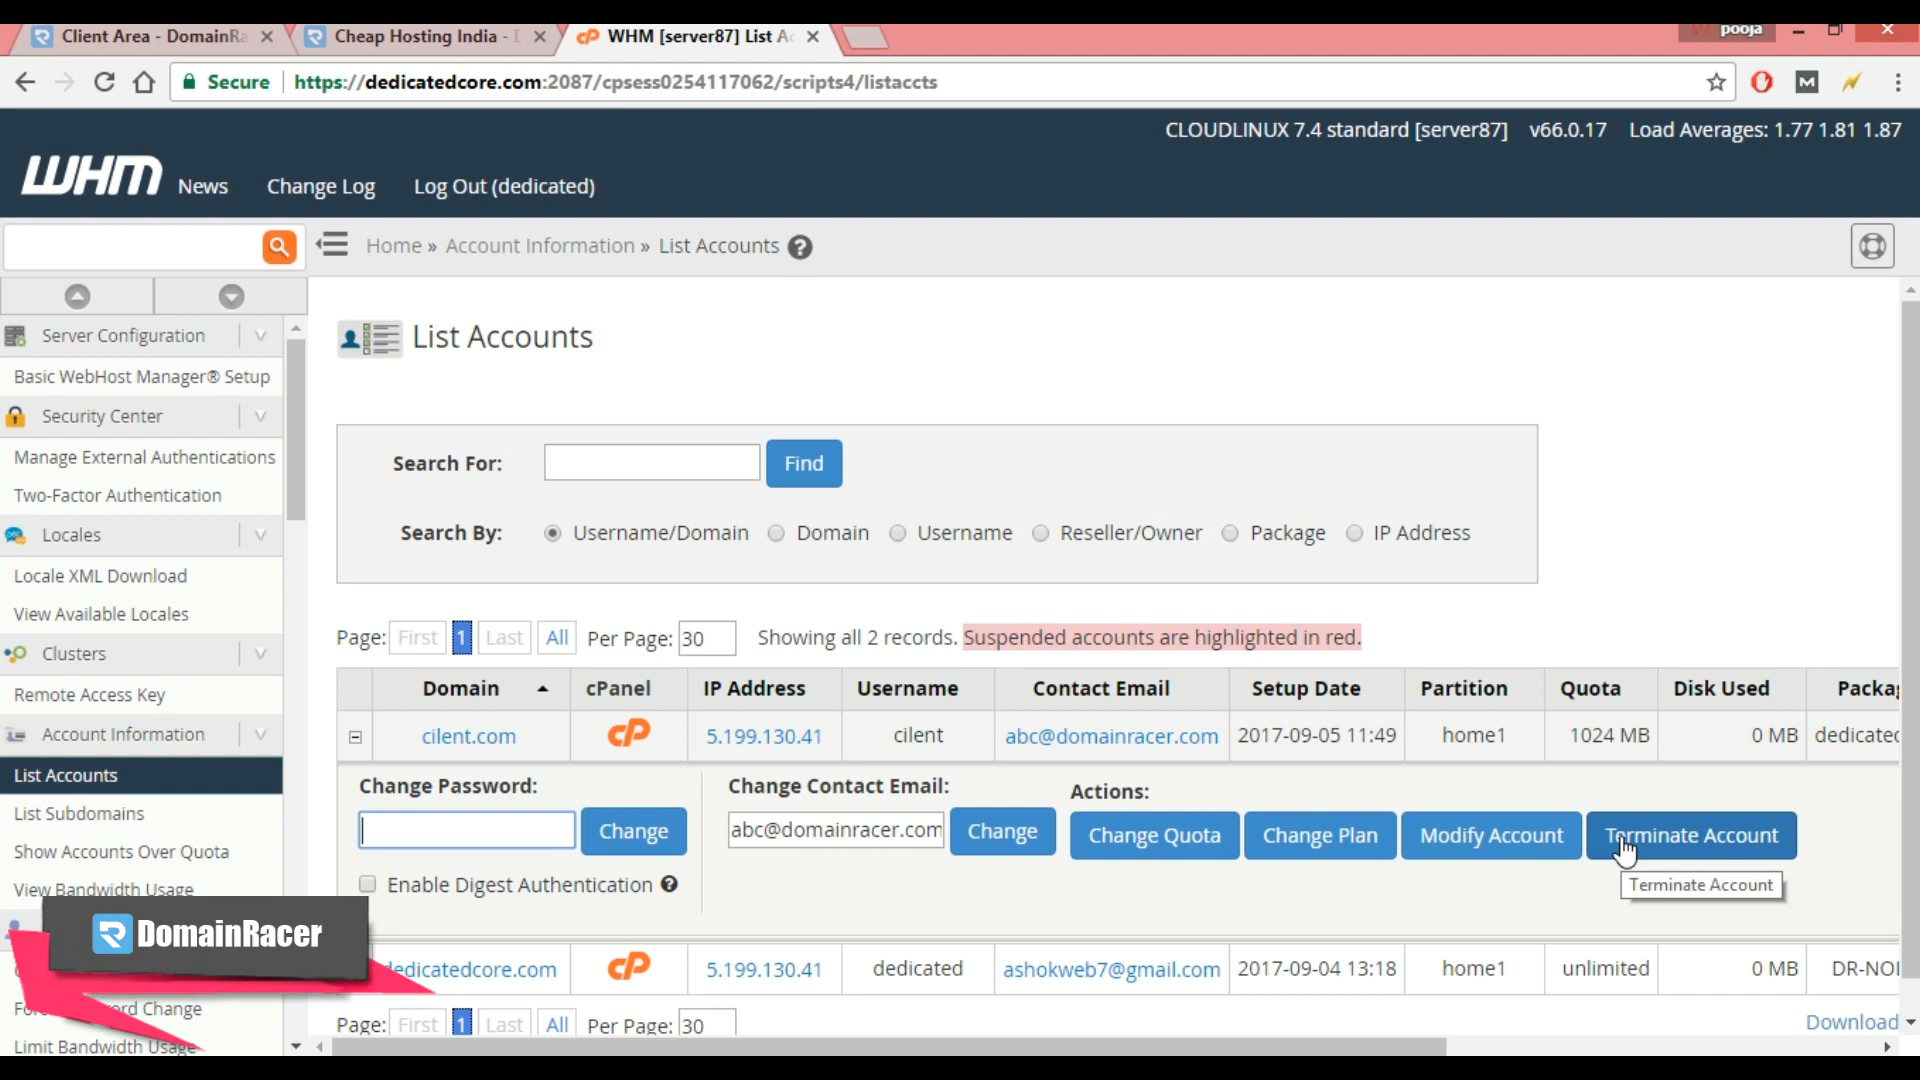 Client Area - DomainRa
Cheap Hosting India -
WHM [server87] List A
pooja
Secure
https://dedicatedcore.com:2087/cpsess0254117062/scripts4/listaccts
CLOUDLINUX 7.4 standard [server87] v66.0.17 Load Averages: 1.77 1.81 1.87
WHM News Change Log Log Out (dedicated)
Home » Account Information » List Accounts
Server Configuration
Basic WebHost Manager® Setup
Security Center
Manage External Authentications
Two-Factor Authentication
Locales
Locale XML Download
View Available Locales
Clusters
Remote Access Key
Account Information
List Accounts
List Subdomains
Show Accounts Over Quota
View Bandwidth Usage
DomainRacer
Change
Limit Bandwidth Usage
List Accounts
Search For: Find
Search By: Username/Domain Domain Username Reseller/Owner Package IP Address
Page: First 1 Last All Per Page: 30 Showing all 2 records. Suspended accounts are highlighted in red.
Domain cPanel IP Address Username Contact Email Setup Date Partition Quota Disk Used Packa
cilent.com cP 5.199.130.41 cilent abc@domainracer.com 2017-09-05 11:49 home1 1024 MB 0 MB dedicated
Change Password: Change Contact Email: Actions:
Change abc@domainracer.com Change Change Quota Change Plan Modify Account Terminate Account
Enable Digest Authentication
Terminate Account
dedicatedcore.com cP 5.199.130.41 dedicated ashokweb7@gmail.com 2017-09-04 13:18 home1 unlimited 0 MB DR-NOI
Page: First 1 Last All Per Page: 30
Download